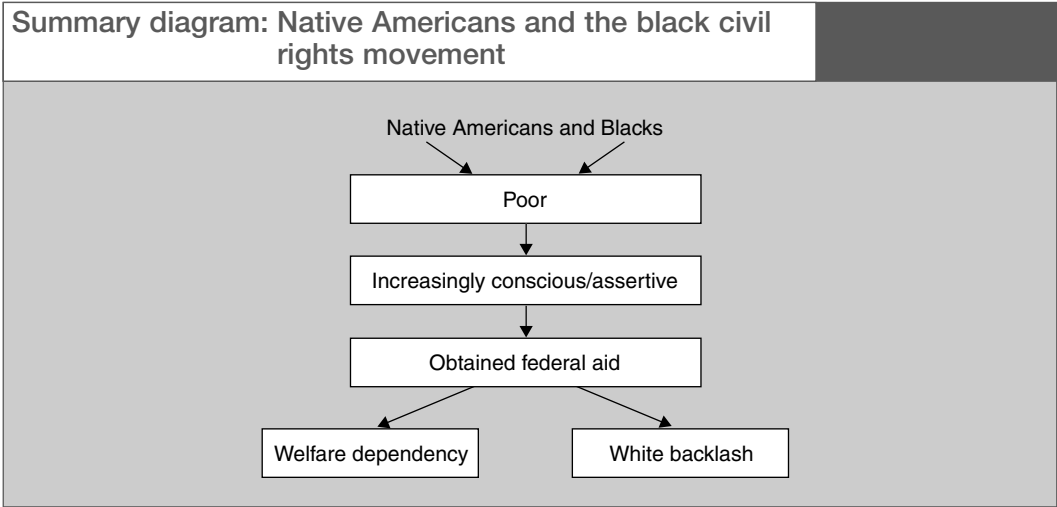 Summary diagram: Native Americans and the black civil
rights movement
Native Americans and Blacks
Poor
Increasingly conscious/assertive
Obtained federal aid
Welfare dependency
White backlash